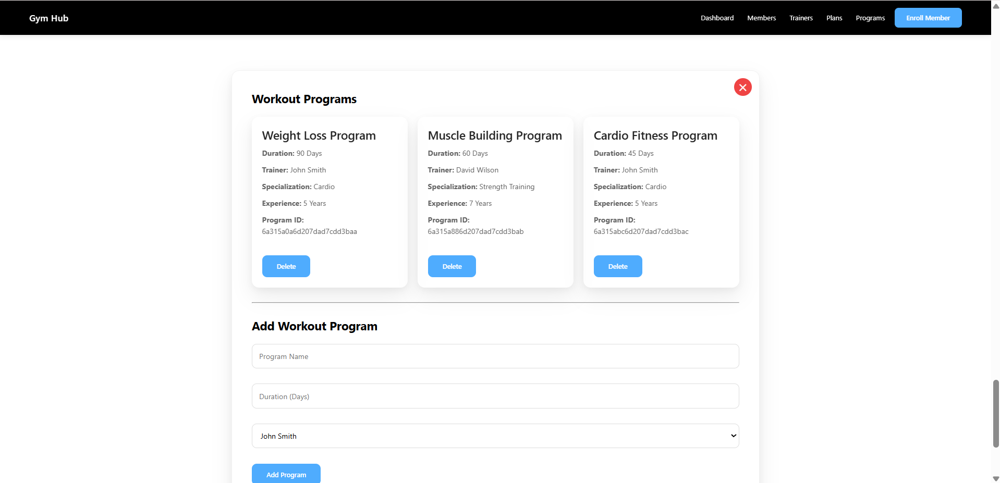 Gym Hub
Dashboard Members Trainers Plans Programs Enroll Member
Workout Programs
Weight Loss Program
Duration: 90 Days
Trainer: John Smith
Specialization: Cardio
Experience: 5 Years
Program ID:
6a315a0a6d207dad7cdd3baa
Delete
Muscle Building Program
Duration: 60 Days
Trainer: David Wilson
Specialization: Strength Training
Experience: 7 Years
Program ID:
6a315a886d207dad7cdd3bab
Delete
Cardio Fitness Program
Duration: 45 Days
Trainer: John Smith
Specialization: Cardio
Experience: 5 Years
Program ID:
6a315abc6d207dad7cdd3bac
Delete
Add Workout Program
Program Name
Duration (Days)
John Smith
Add Program